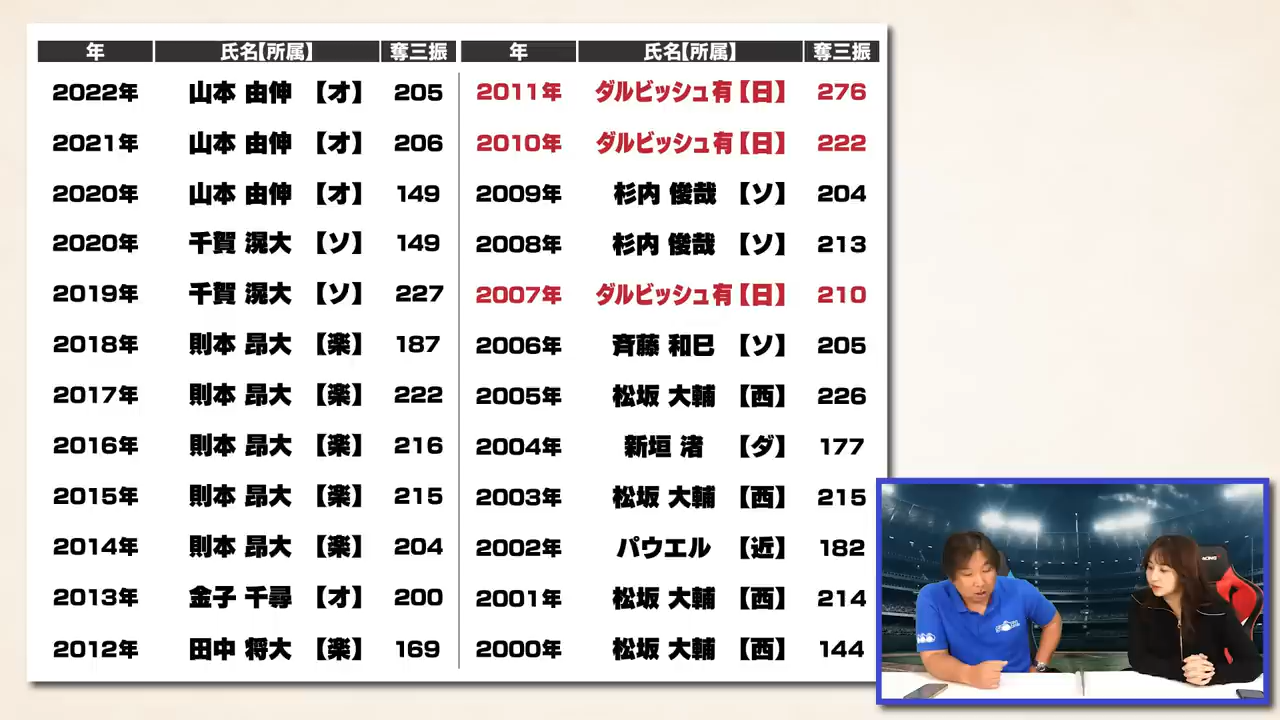 年 氏名【所属】 奪三振 年 氏名【所属】 奪三振
2022年 山本 由伸 【オ】 205 2011年 ダルビッシュ有【日】 276
2021年 山本 由伸 【オ】 206 2010年 ダルビッシュ有【日】 222
2020年 山本 由伸 【オ】 149 2009年 杉内 俊哉 【ソ】 204
2020年 千賀 滉大 【ソ】 149 2008年 杉内 俊哉 【ソ】 213
2019年 千賀 滉大 【ソ】 227 2007年 ダルビッシュ有【日】 210
2018年 則本 昂大 【楽】 187 2006年 斉藤 和巳 【ソ】 205
2017年 則本 昂大 【楽】 222 2005年 松坂 大輔 【西】 226
2016年 則本 昂大 【楽】 216 2004年 新垣 渚 【ダ】 177
2015年 則本 昂大 【楽】 215 2003年 松坂 大輔 【西】 215
2014年 則本 昂大 【楽】 204 2002年 パウエル 【近】 182
2013年 金子 千尋 【オ】 200 2001年 松坂 大輔 【西】 214
2012年 田中 将大 【楽】 169 2000年 松坂 大輔 【西】 144